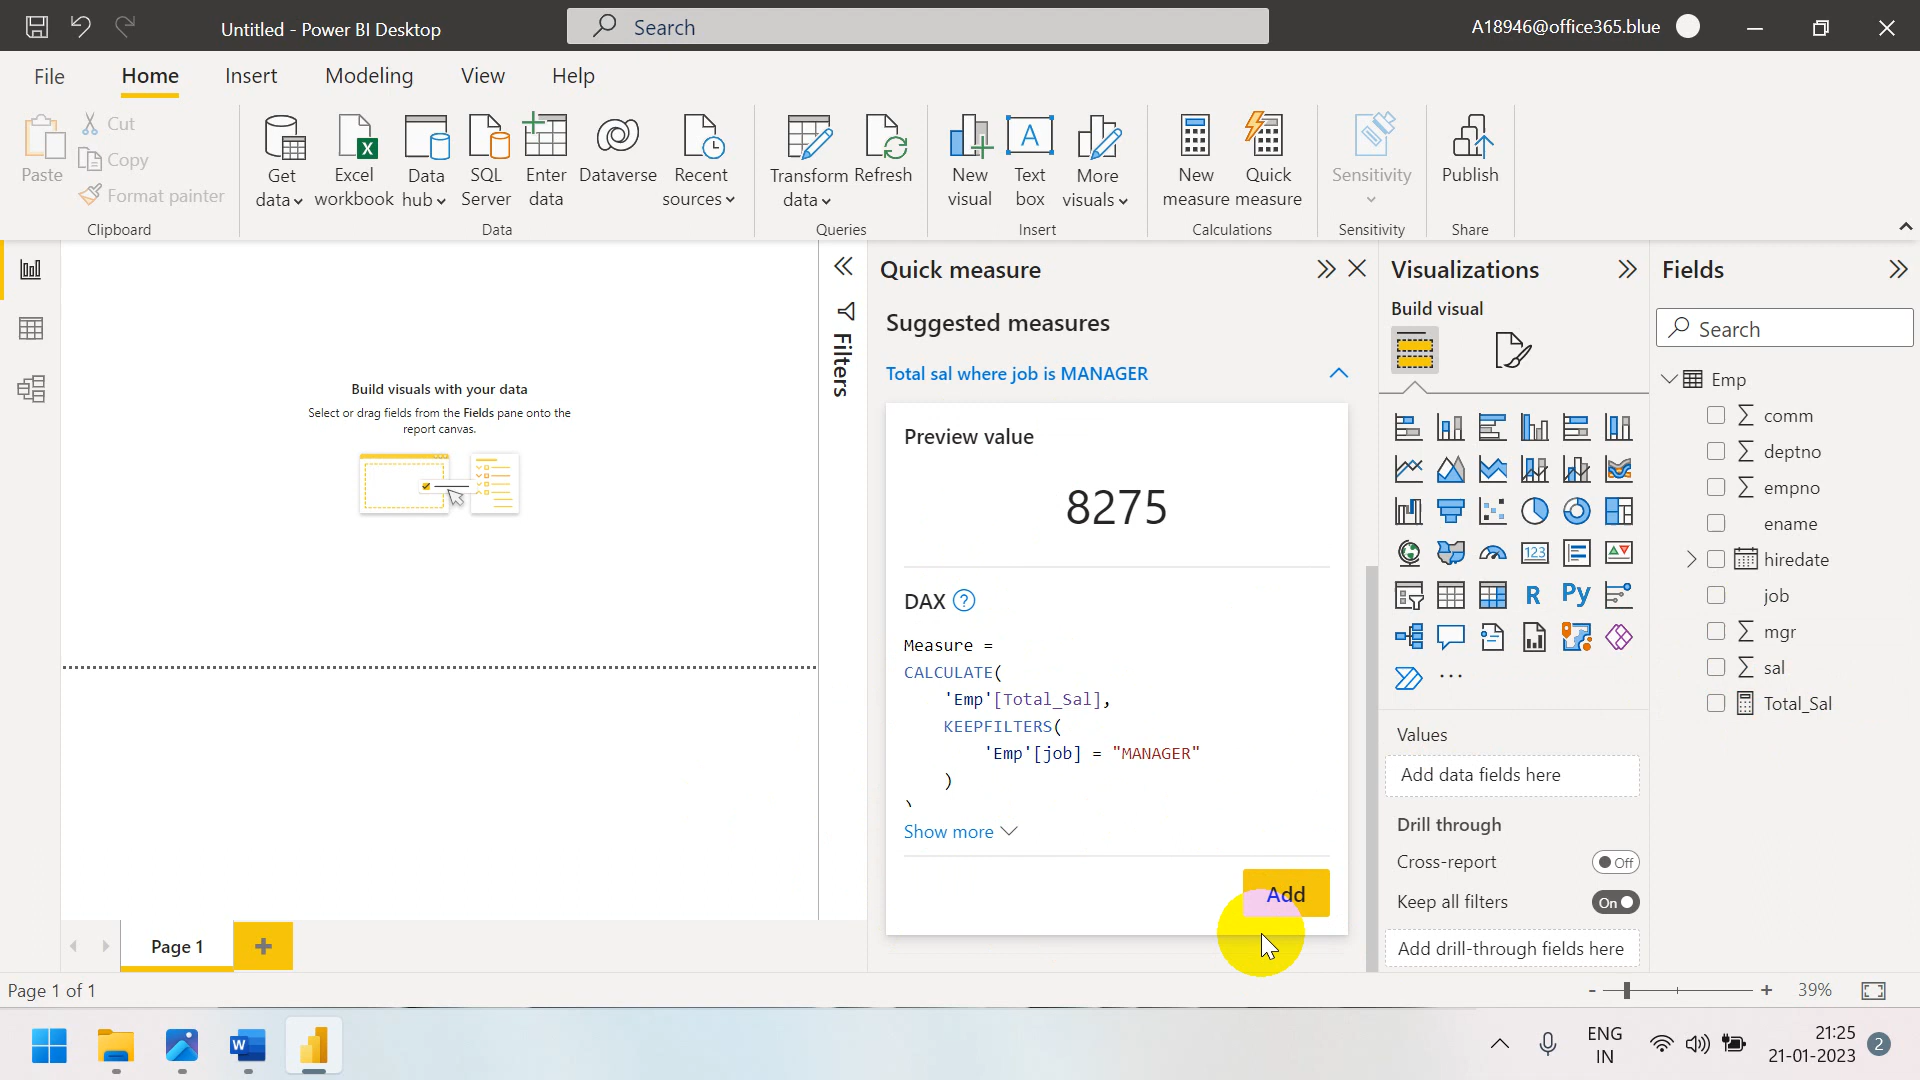 Untitled - Power BI Desktop
Search
A18946@office365.blue
File Home Insert Modeling View Help
Paste
Cut
Copy
Format painter
Clipboard
Get data
Excel workbook
Data hub
SQL Server
Enter data
Dataverse
Recent sources
Data
Transform data
Refresh
Queries
New visual
Text box
More visuals
Insert
New measure
Quick measure
Calculations
Sensitivity
Sensitivity
Publish
Share
Build visuals with your data
Select or drag fields from the Fields pane onto the
report canvas.
Filters
Quick measure
Suggested measures
Total sal where job is MANAGER
Preview value
8275
DAX ?
Measure =
CALCULATE(
'Emp'[Total_Sal],
KEEPFILTERS(
'Emp'[job] = "MANAGER"
)
)
Show more
Add
Visualizations
Build visual
123
R
Py
...
Values
Add data fields here
Drill through
Cross-report Off
Keep all filters On
Add drill-through fields here
Fields
Search
Emp
comm
deptno
empno
ename
hiredate
job
mgr
sal
Total_Sal
Page 1
+
Page 1 of 1
- + 39%
W
ENG
IN
21:25
21-01-2023
2